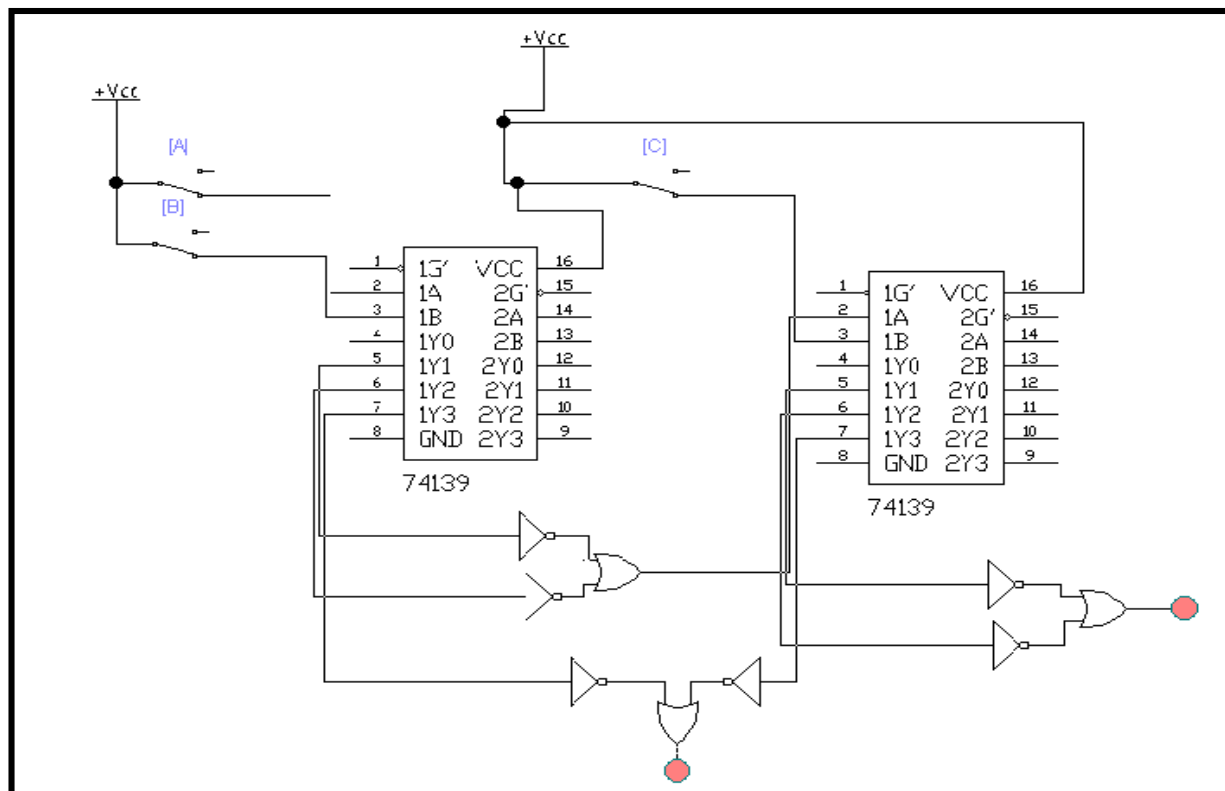 +Vcc
+Vcc
[A]
[B]
[C]
1 1G' VCC 16
2 1A 2G' 15
3 1B 2A 14
4 1Y0 2B 13
5 1Y1 2Y0 12
6 1Y2 2Y1 11
7 1Y3 2Y2 10
8 GND 2Y3 9
74139
1 1G' VCC 16
2 1A 2G' 15
3 1B 2A 14
4 1Y0 2B 13
5 1Y1 2Y0 12
6 1Y2 2Y1 11
7 1Y3 2Y2 10
8 GND 2Y3 9
74139